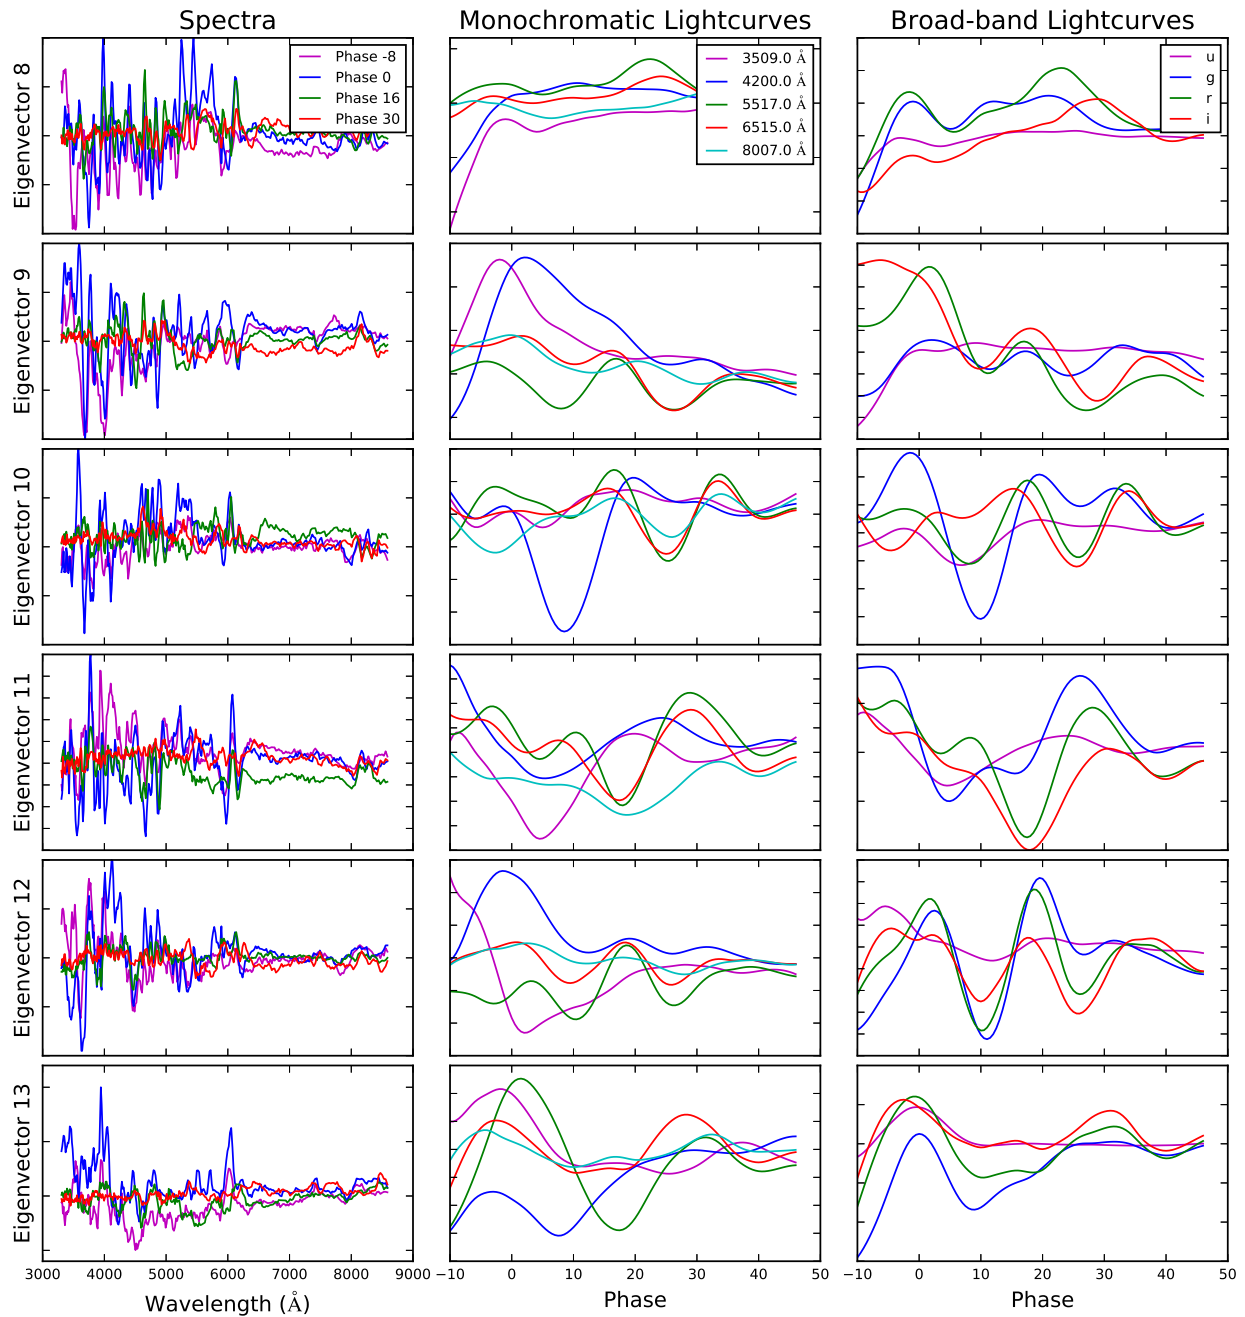 Spectra
Monochromatic Lightcurves
Broad-band Lightcurves
Eigenvector 8
Phase -8
Phase 0
Phase 16
Phase 30
3509.0 Å
4200.0 Å
5517.0 Å
6515.0 Å
8007.0 Å
u
g
r
i
Eigenvector 9
Eigenvector 10
Eigenvector 11
Eigenvector 12
Eigenvector 13
3000 4000 5000 6000 7000 8000 9000
−10 0 10 20 30 40 50
−10 0 10 20 30 40 50
Wavelength (Å)
Phase
Phase